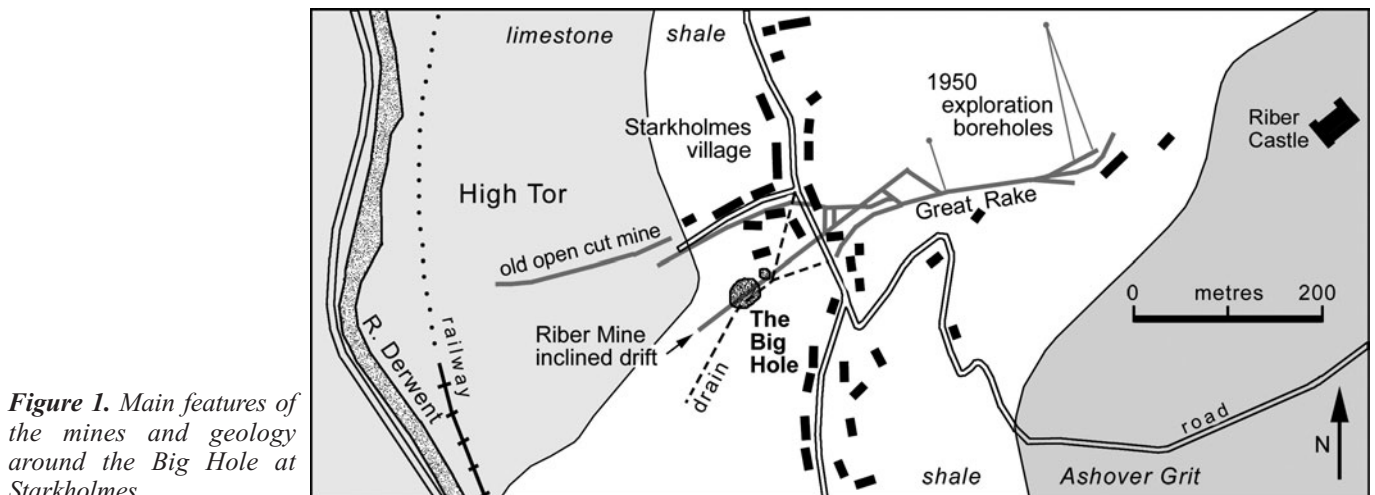 limestone
shale
1950
exploration
boreholes
Riber
Castle
Starkholmes
village
High Tor
Great Rake
old open cut mine
0 metres 200
The
Big
Hole
Riber Mine
inclined drift
railway
R. Derwent
drain
road
N
shale
Ashover Grit
Figure 1. Main features of
the mines and geology
around the Big Hole at
Starkholmes